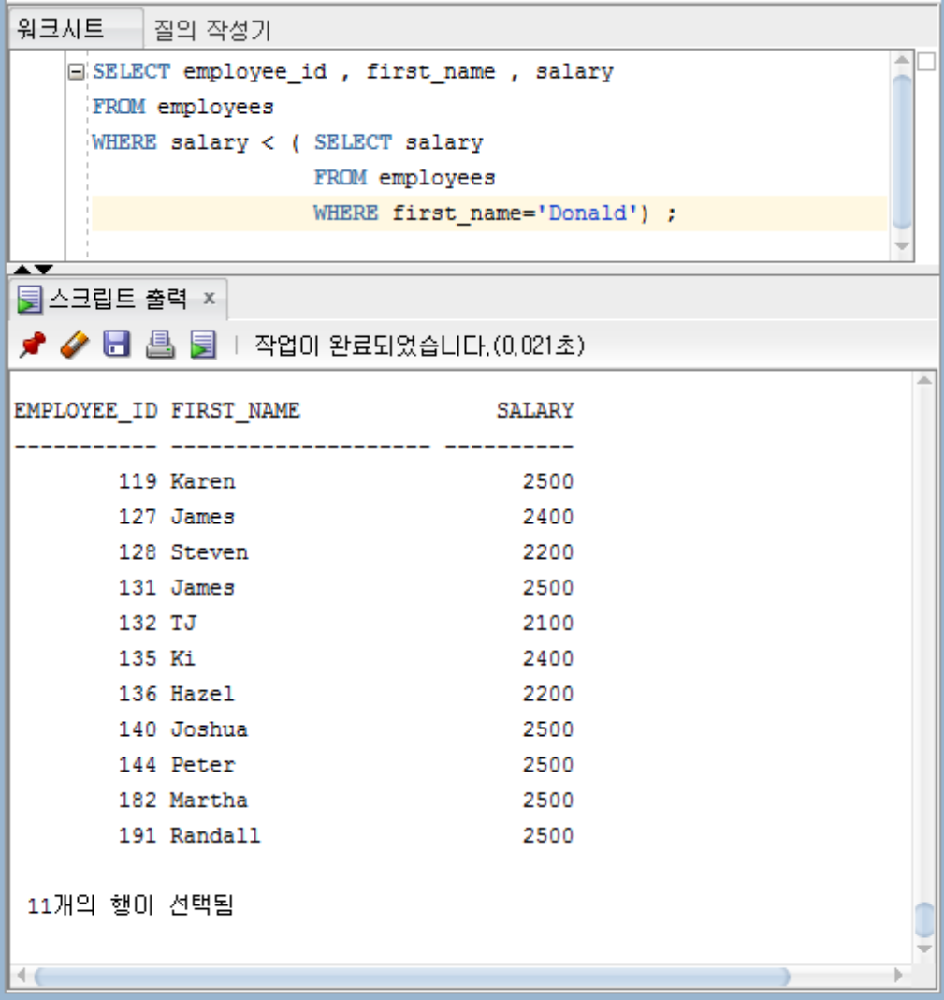 워크시트 질의 작성기
SELECT employee_id , first_name , salary
FROM employees
WHERE salary < ( SELECT salary
FROM employees
WHERE first_name='Donald') ;
스크립트 출력 x
작업이 완료되었습니다.(0,021초)
EMPLOYEE_ID FIRST_NAME SALARY
----------- -------------------- ----------
119 Karen 2500
127 James 2400
128 Steven 2200
131 James 2500
132 TJ 2100
135 Ki 2400
136 Hazel 2200
140 Joshua 2500
144 Peter 2500
182 Martha 2500
191 Randall 2500
11개의 행이 선택됨